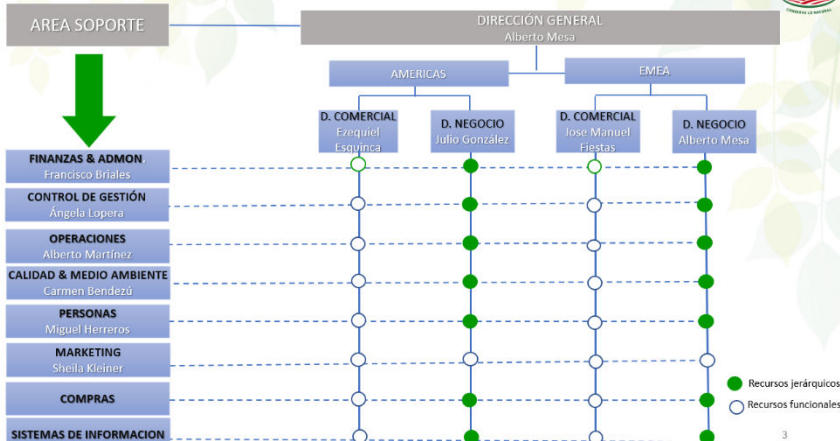 AREA SOPORTE
DIRECCIÓN GENERAL
Alberto Mesa
AMERICAS
EMEA
D. COMERCIAL
Ezequiel
Esquinca
D. NEGOCIO
Julio González
D. COMERCIAL
Jose Manuel
Fiestas
D. NEGOCIO
Alberto Mesa
FINANZAS & ADMON.
Francisco Briales
CONTROL DE GESTIÓN
Ángela Lopera
OPERACIONES
Alberto Martínez
CALIDAD & MEDIO AMBIENTE
Carmen Bendezú
PERSONAS
Miguel Herreros
MARKETING
Sheila Kleiner
COMPRAS
SISTEMAS DE INFORMACION
Recursos jerárquicos
Recursos funcionales
3